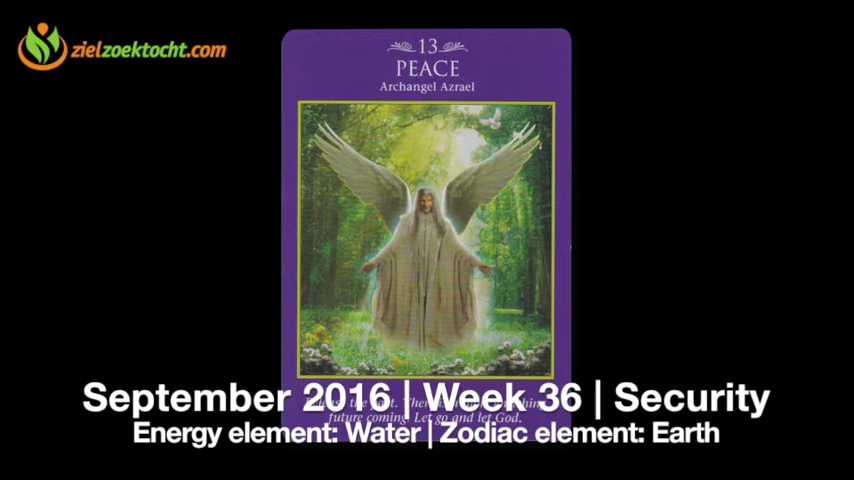 zielzoektocht.com
13
PEACE
Archangel Azrael
September 2016 | Week 36 | Security
future coming. Let go and let God.
Energy element: Water | Zodiac element: Earth